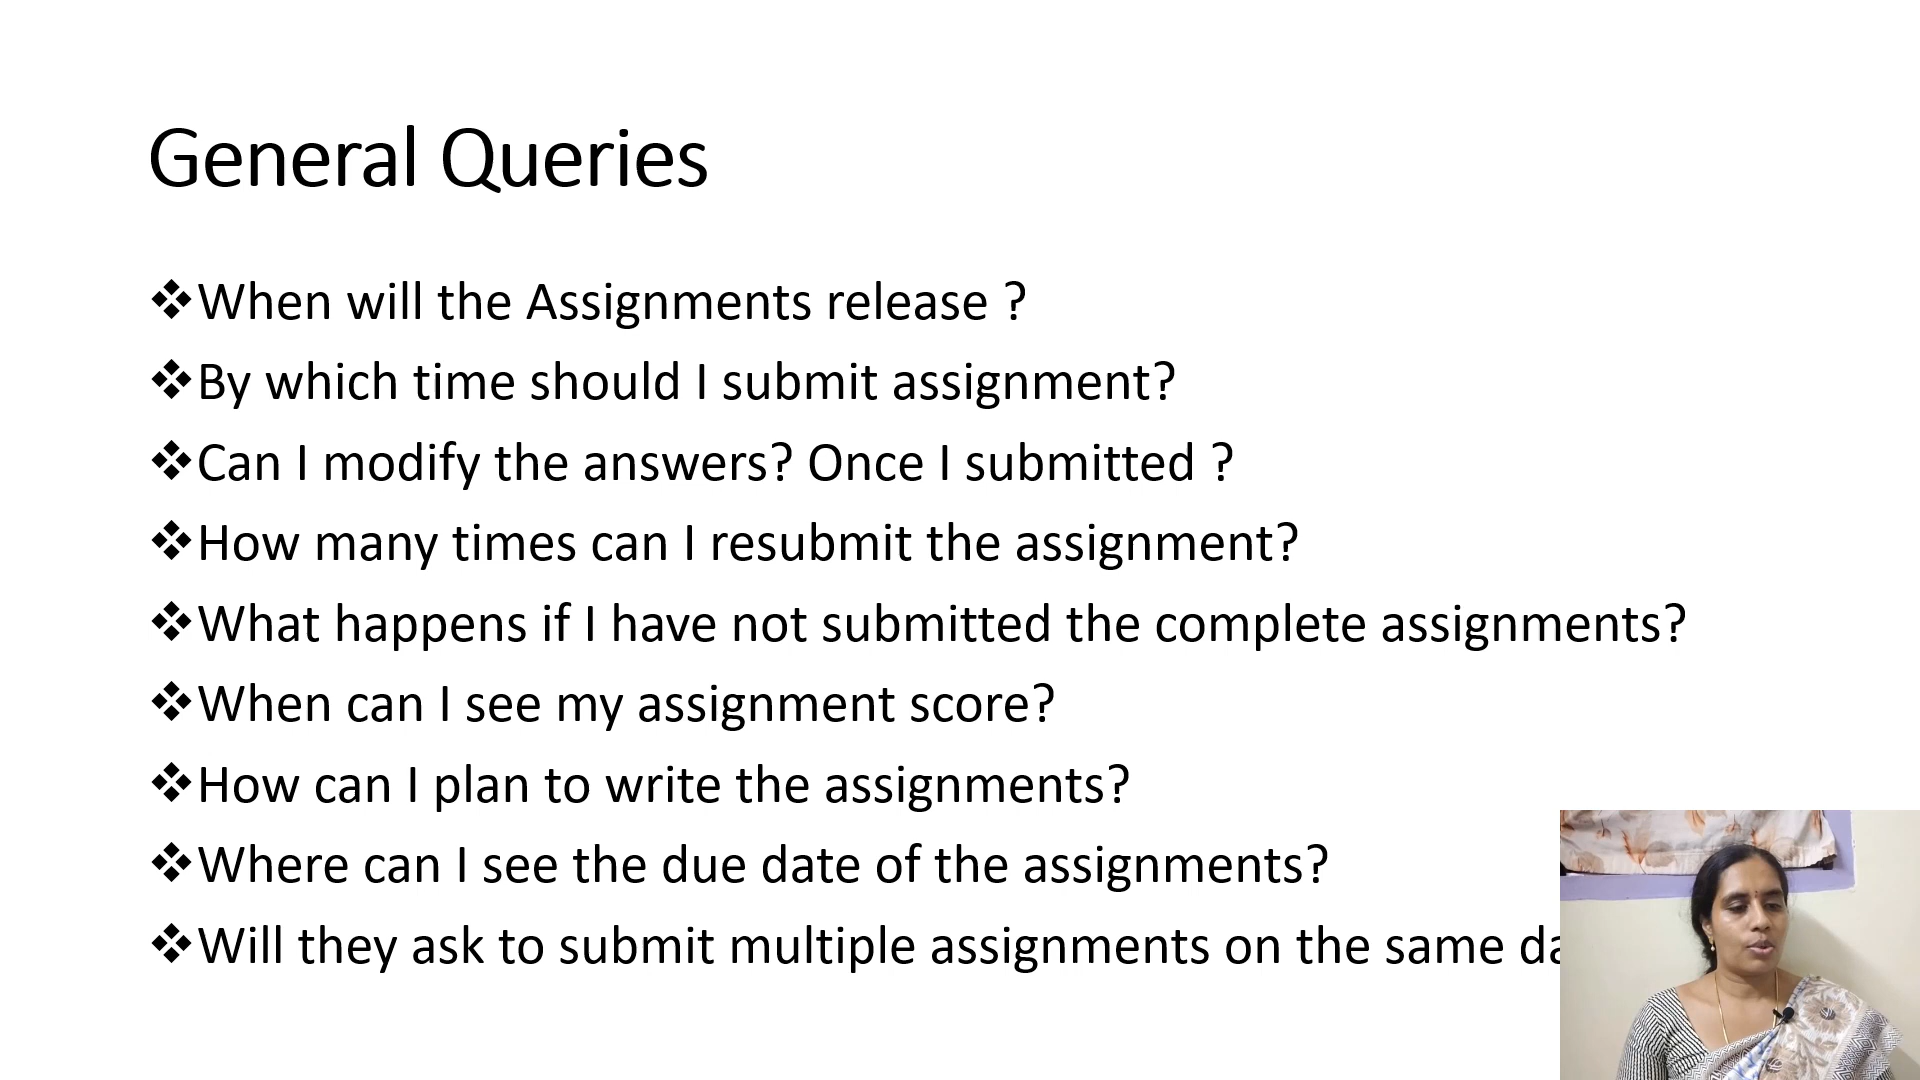 General Queries
❖When will the Assignments release ?
❖By which time should I submit assignment?
❖Can I modify the answers? Once I submitted ?
❖How many times can I resubmit the assignment?
❖What happens if I have not submitted the complete assignments?
❖When can I see my assignment score?
❖How can I plan to write the assignments?
❖Where can I see the due date of the assignments?
❖Will they ask to submit multiple assignments on the same